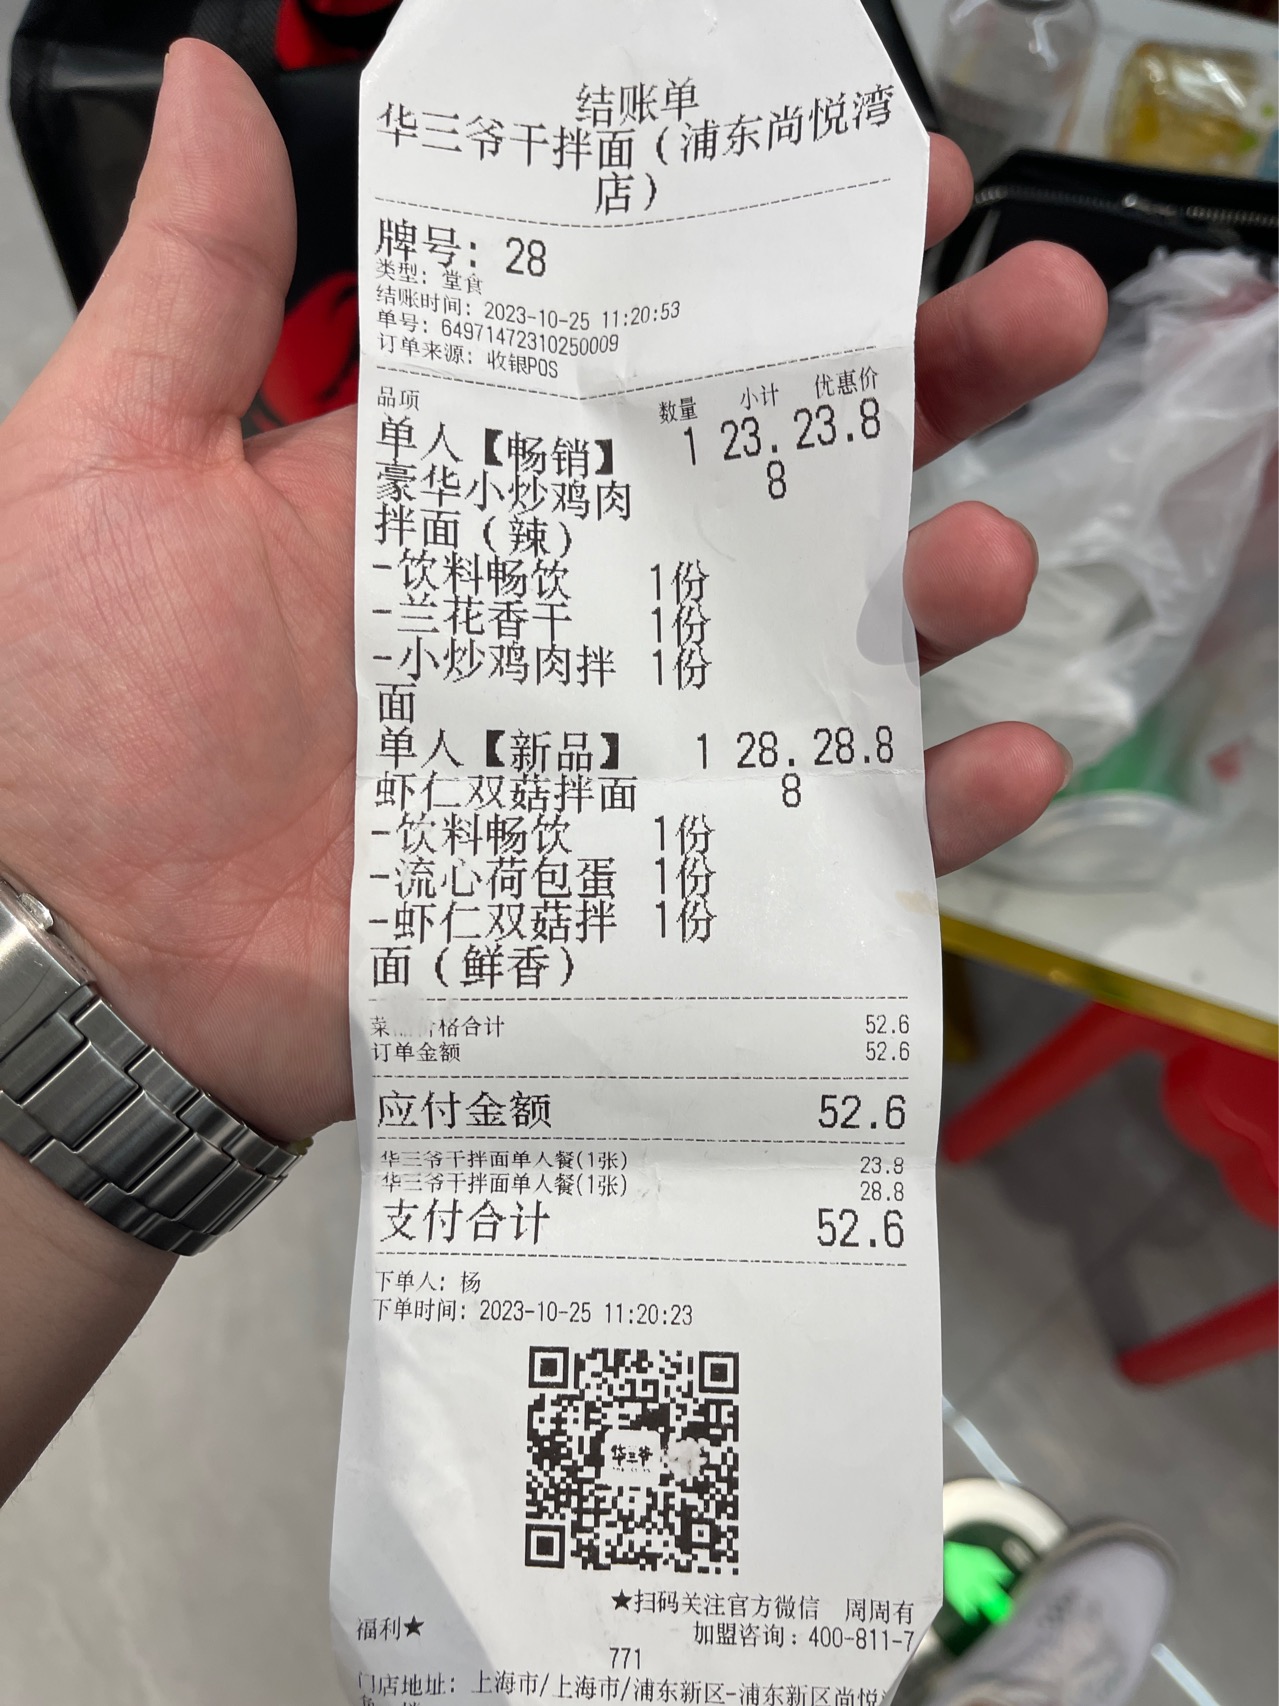 结账单
华三爷干拌面（浦东尚悦湾
店）
牌号: 28
类型: 堂食
结账时间: 2023-10-25 11:20:53
单号: 64971472310250009
订单来源: 收银POS
品项 数量 小计 优惠价
单人【畅销】 1 23. 23.8
豪华小炒鸡肉 8
拌面（辣）
-饮料畅饮 1份
-兰花香干 1份
-小炒鸡肉拌 1份
面
单人【新品】 1 28. 28.8
虾仁双菇拌面 8
-饮料畅饮 1份
-流心荷包蛋 1份
-虾仁双菇拌 1份
面（鲜香）
菜 价格合计 52.6
订单金额 52.6
应付金额 52.6
华三爷干拌面单人餐(1张) 23.8
华三爷干拌面单人餐(1张) 28.8
支付合计 52.6
下单人: 杨
下单时间: 2023-10-25 11:20:23
华三爷
★扫码关注官方微信 周周有
福利★
加盟咨询: 400-811-7
771
门店地址: 上海市/上海市/浦东新区-浦东新区尚悦